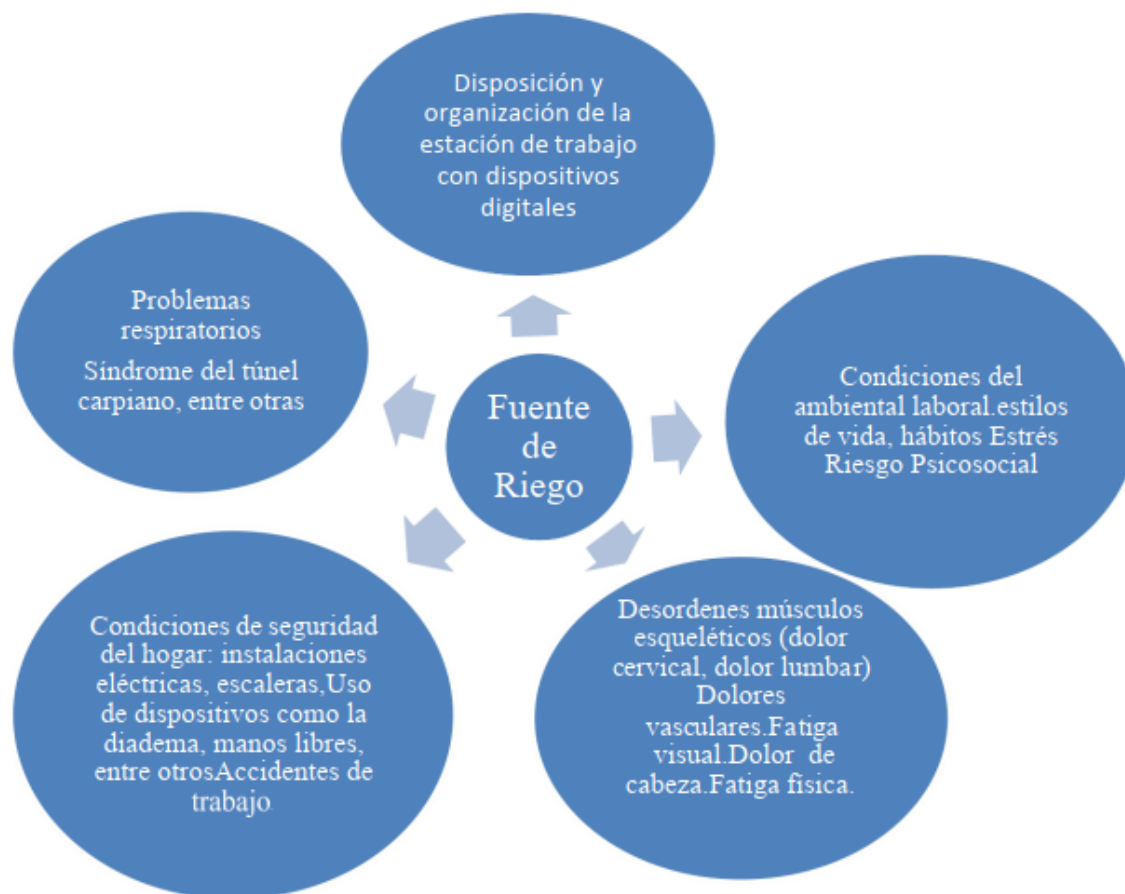 Disposición y
organización de la
estación de trabajo
con dispositivos
digitales
Problemas
respiratorios
Síndrome del túnel
carpiano, entre otras
Fuente
de
Riego
Condiciones del
ambiental laboral.estilos
de vida, hábitos Estrés
Riesgo Psicosocial
Condiciones de seguridad
del hogar: instalaciones
eléctricas, escaleras,Uso
de dispositivos como la
diadema, manos libres,
entre otrosAccidentes de
trabajo
Desordenes músculos
esqueléticos (dolor
cervical, dolor lumbar)
Dolores
vasculares.Fatiga
visual.Dolor de
cabeza.Fatiga física.